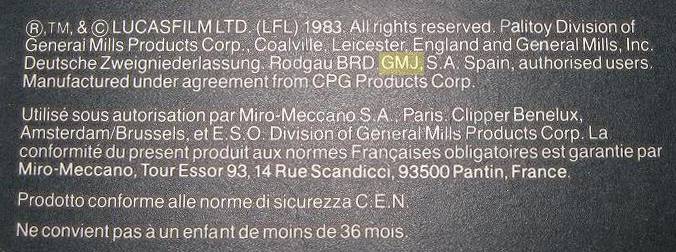 ®,TM, & © LUCASFILM LTD. (LFL) 1983. All rights reserved. Palitoy Division of
General Mills Products Corp., Coalville, Leicester, England and General Mills, Inc.
Deutsche Zweigniederlassung. Rodgau BRD. GMJ, S.A. Spain, authorised users.
Manufactured under agreement from CPG Products Corp.
Utilisé sous autorisation par Miro-Meccano S.A., Paris. Clipper Benelux,
Amsterdam/Brussels, et E.S.O. Division of General Mills Products Corp. La
conformité du present produit aux normes Françaises obligatoires est garantie par
Miro-Meccano, Tour Essor 93, 14 Rue Scandicci, 93500 Pantin, France.
Prodotto conforme alle norme di sicurezza C.E.N.
Ne convient pas à un enfant de moins de 36 mois.